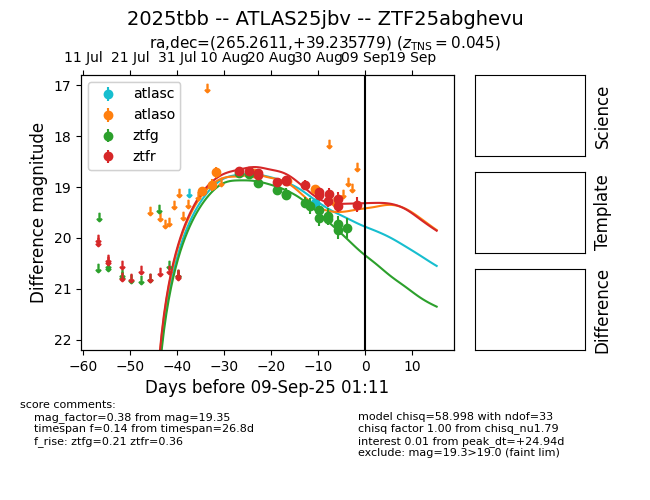 2025tbb -- ATLAS25jbv -- ZTF25abghevu
ra,dec=(265.2611,+39.235779) (z_TNS = 0.045)
11 Jul 21 Jul 31 Jul 10 Aug 20 Aug 30 Aug 09 Sep 19 Sep
atlasc
atlaso
ztfg
ztfr
17
18
19
20
21
22
Difference magnitude
−60 −50 −40 −30 −20 −10 0 10
Days before 09-Sep-25 01:11
Science
Template
Difference
score comments:
mag_factor=0.38 from mag=19.35
timespan f=0.14 from timespan=26.8d
f_rise: ztfg=0.21 ztfr=0.36
model chisq=58.998 with ndof=33
chisq factor 1.00 from chisq_nu1.79
interest 0.01 from peak_dt=+24.94d
exclude: mag=19.3>19.0 (faint lim)